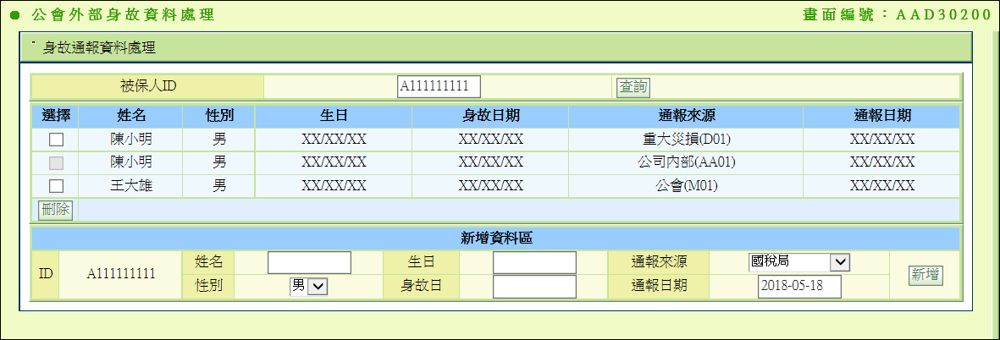 公會外部身故資料處理 畫面編號：AAD30200
身故通報資料處理
被保人ID A111111111 查詢
選擇 姓名 性別 生日 身故日期 通報來源 通報日期
陳小明 男 XX/XX/XX XX/XX/XX 重大災損(D01) XX/XX/XX
陳小明 男 XX/XX/XX XX/XX/XX 公司內部(AA01) XX/XX/XX
王大雄 男 XX/XX/XX XX/XX/XX 公會(M01) XX/XX/XX
刪除
新增資料區
ID A111111111 姓名 生日 通報來源 國稅局
性別 男 身故日 通報日期 2018-05-18 新增